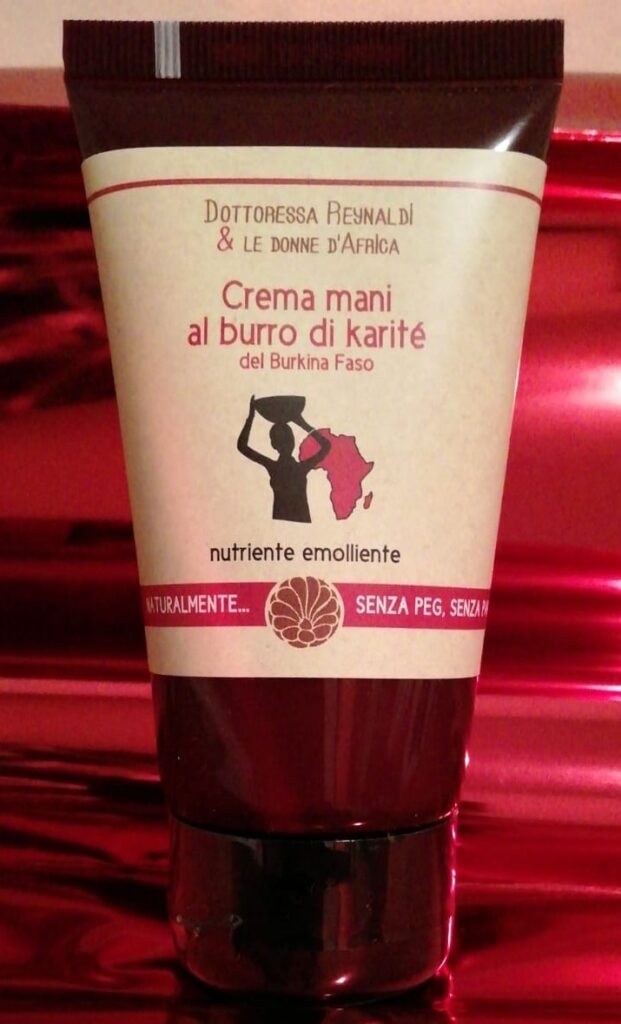 DOTTORESSA REYNALDI
& LE DONNE D'AFRICA
Crema mani
al burro di karité
del Burkina Faso
nutriente emolliente
NATURALMENTE... SENZA PEG, SENZA